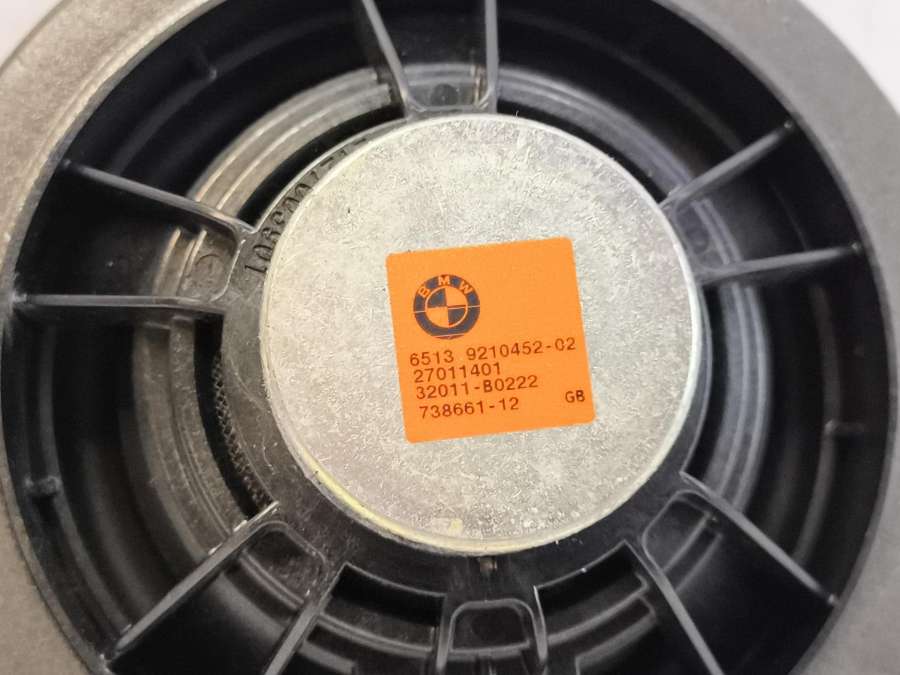 BMW
6513 9210452-02
27011401
32011-B0222
738661-12 GB